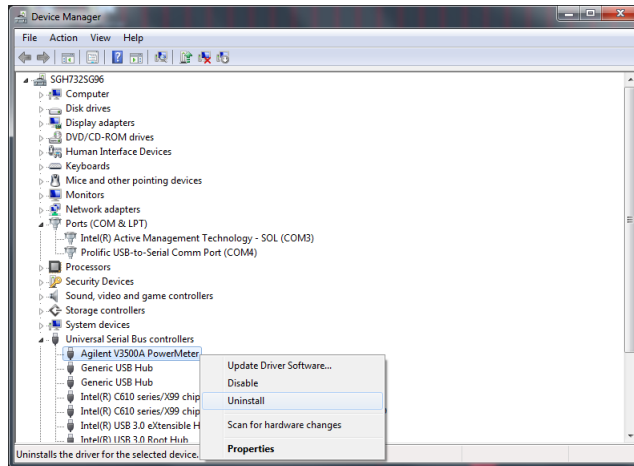 Device Manager
File Action View Help
SGH732SG96
Computer
Disk drives
Display adapters
DVD/CD-ROM drives
Human Interface Devices
Keyboards
Mice and other pointing devices
Monitors
Network adapters
Ports (COM & LPT)
Intel(R) Active Management Technology - SOL (COM3)
Prolific USB-to-Serial Comm Port (COM4)
Processors
Security Devices
Sound, video and game controllers
Storage controllers
System devices
Universal Serial Bus controllers
Agilent V3500A PowerMeter
Generic USB Hub
Generic USB Hub
Intel(R) C610 series/X99 chip
Intel(R) C610 series/X99 chip
Intel(R) USB 3.0 eXtensible H
Intel(R) USB 3.0 Root Hub
Update Driver Software...
Disable
Uninstall
Scan for hardware changes
Properties
Uninstalls the driver for the selected device.